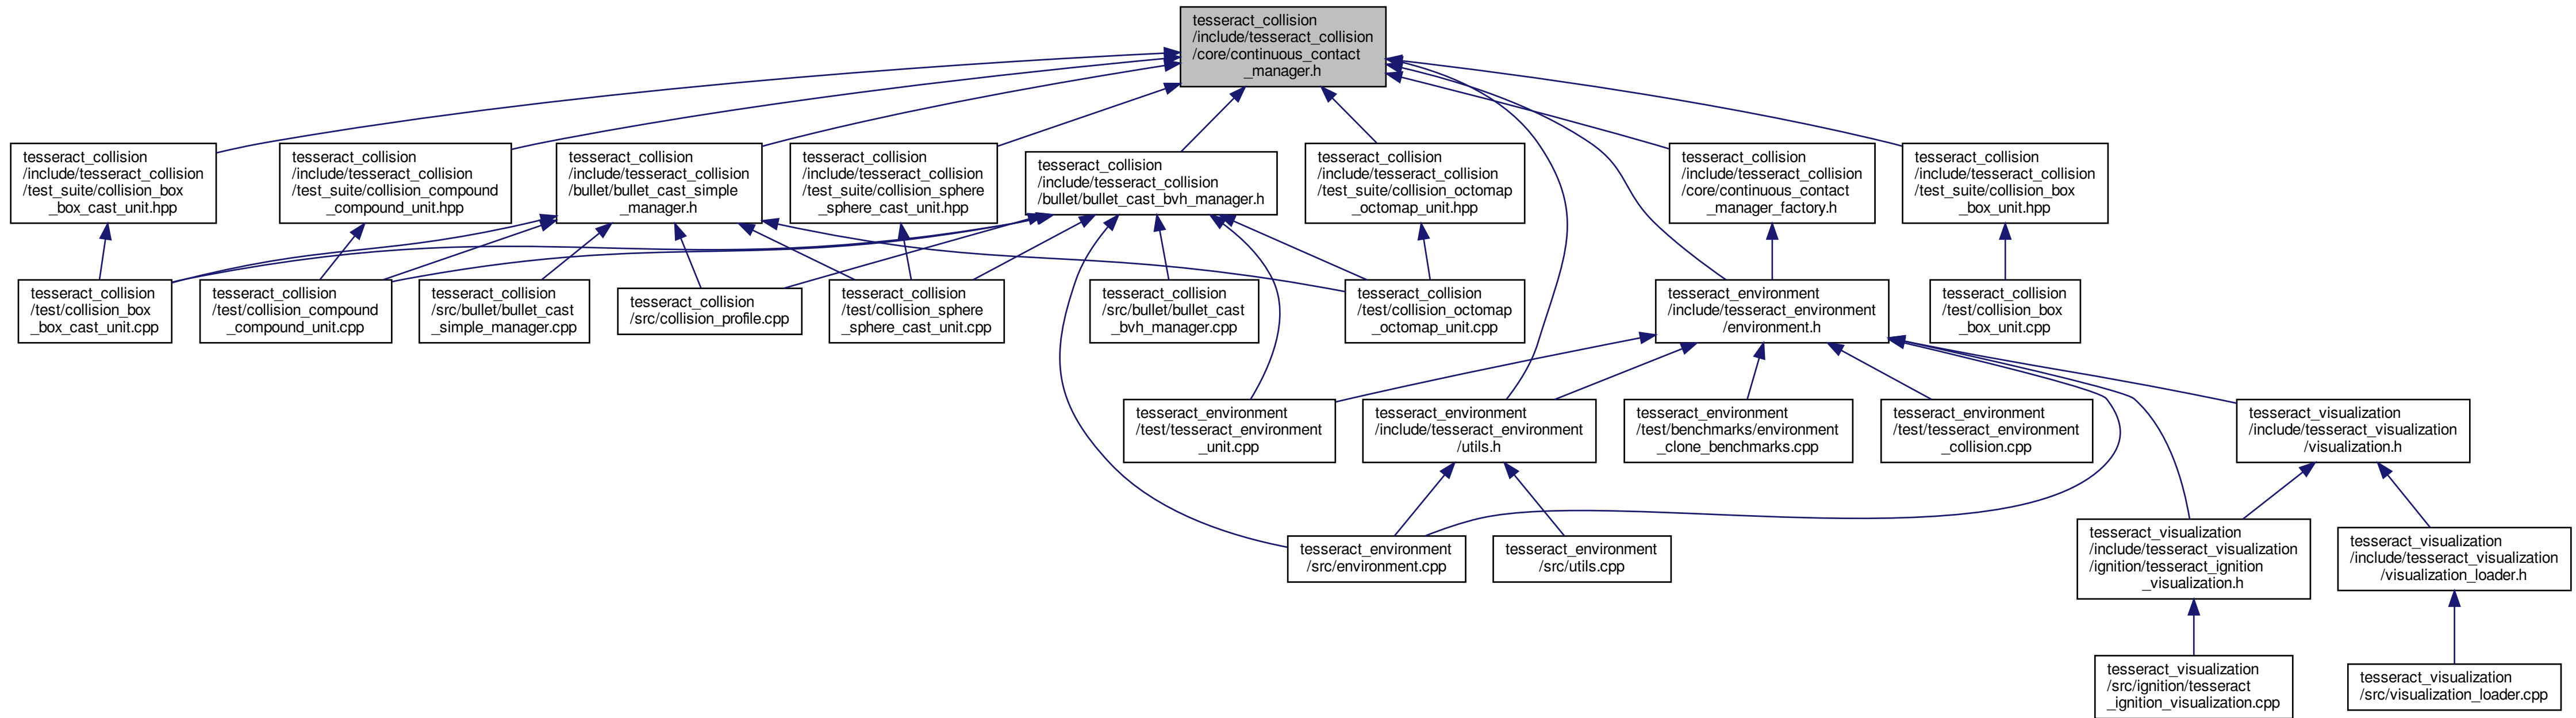 tesseract_collision
/include/tesseract_collision
/core/continuous_contact
_manager.h
tesseract_collision
/include/tesseract_collision
/test_suite/collision_box
_box_cast_unit.hpp
tesseract_collision
/include/tesseract_collision
/test_suite/collision_compound
_compound_unit.hpp
tesseract_collision
/include/tesseract_collision
/bullet/bullet_cast_simple
_manager.h
tesseract_collision
/include/tesseract_collision
/test_suite/collision_sphere
_sphere_cast_unit.hpp
tesseract_collision
/include/tesseract_collision
/bullet/bullet_cast_bvh_manager.h
tesseract_collision
/include/tesseract_collision
/test_suite/collision_octomap
_octomap_unit.hpp
tesseract_collision
/include/tesseract_collision
/core/continuous_contact
_manager_factory.h
tesseract_collision
/include/tesseract_collision
/test_suite/collision_box
_box_unit.hpp
tesseract_collision
/test/collision_box
_box_cast_unit.cpp
tesseract_collision
/test/collision_compound
_compound_unit.cpp
tesseract_collision
/src/bullet/bullet_cast
_simple_manager.cpp
tesseract_collision
/src/collision_profile.cpp
tesseract_collision
/test/collision_sphere
_sphere_cast_unit.cpp
tesseract_collision
/src/bullet/bullet_cast
_bvh_manager.cpp
tesseract_collision
/test/collision_octomap
_octomap_unit.cpp
tesseract_environment
/include/tesseract_environment
/environment.h
tesseract_collision
/test/collision_box
_box_unit.cpp
tesseract_environment
/test/tesseract_environment
_unit.cpp
tesseract_environment
/include/tesseract_environment
/utils.h
tesseract_environment
/test/benchmarks/environment
_clone_benchmarks.cpp
tesseract_environment
/test/tesseract_environment
_collision.cpp
tesseract_visualization
/include/tesseract_visualization
/visualization.h
tesseract_environment
/src/environment.cpp
tesseract_environment
/src/utils.cpp
tesseract_visualization
/include/tesseract_visualization
/ignition/tesseract_ignition
_visualization.h
tesseract_visualization
/include/tesseract_visualization
/visualization_loader.h
tesseract_visualization
/src/ignition/tesseract
_ignition_visualization.cpp
tesseract_visualization
/src/visualization_loader.cpp